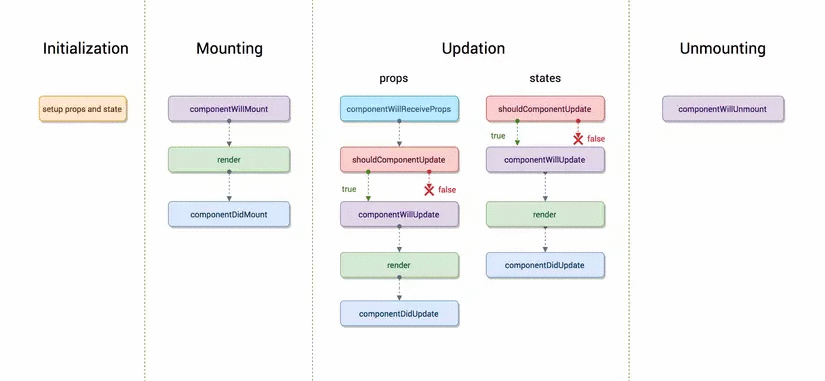 Initialization
setup props and state
Mounting
componentWillMount
render
componentDidMount
Updation
props
componentWillReceiveProps
shouldComponentUpdate
true
false
componentWillUpdate
render
componentDidUpdate
states
shouldComponentUpdate
true
false
componentWillUpdate
render
componentDidUpdate
Unmounting
componentWillUnmount